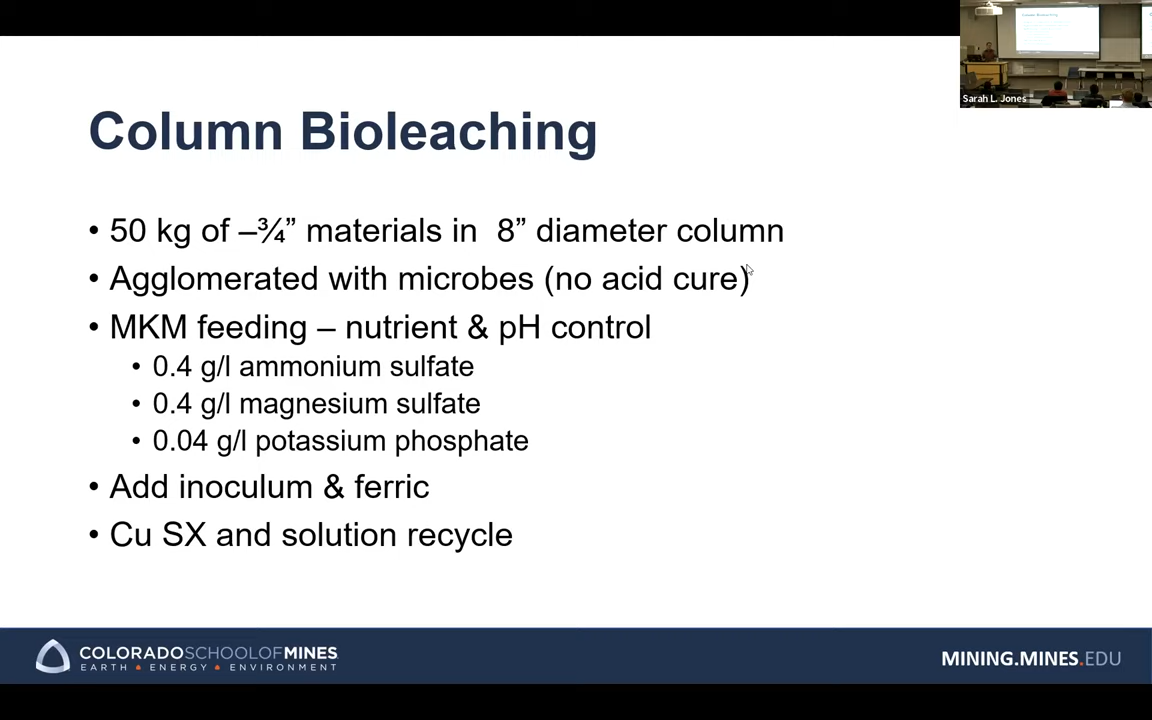 Sarah L. Jones
Column Bioleaching
• 50 kg of –¾” materials in  8” diameter column
• Agglomerated with microbes (no acid cure)
• MKM feeding – nutrient & pH control
• 0.4 g/l ammonium sulfate
• 0.4 g/l magnesium sulfate
• 0.04 g/l potassium phosphate
• Add inoculum & ferric
• Cu SX and solution recycle
COLORADOSCHOOLOFMINES
EARTH • ENERGY • ENVIRONMENT
MINING.MINES.EDU